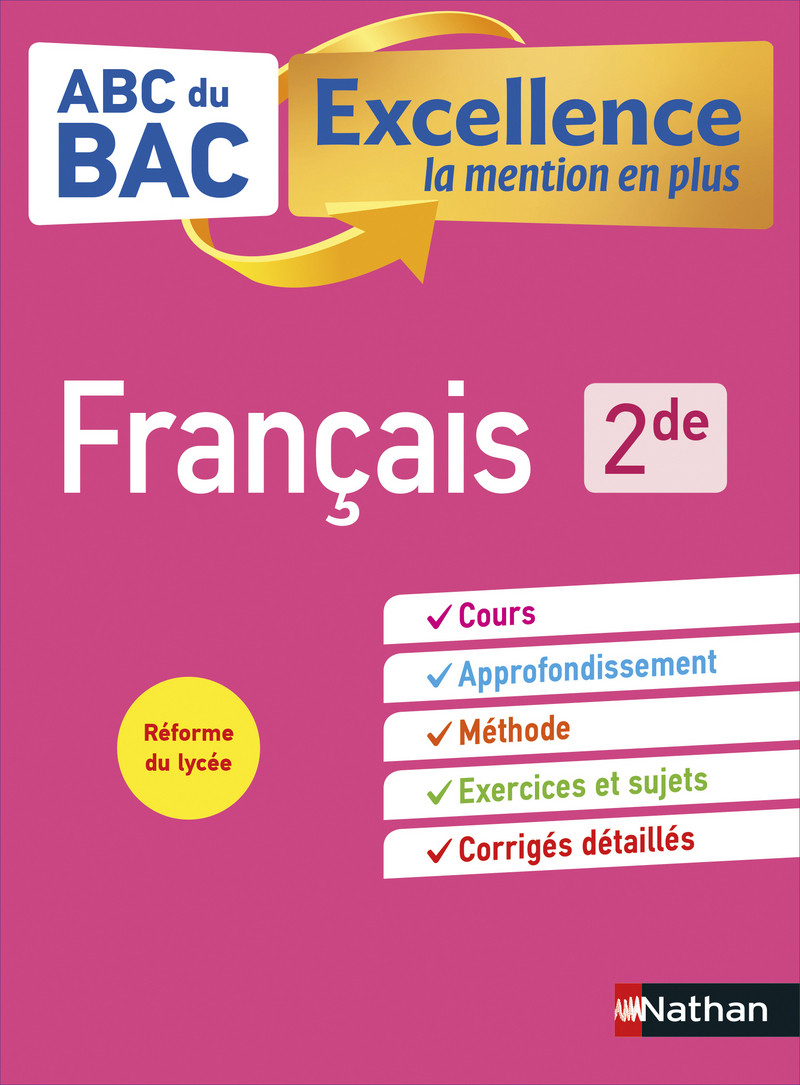 ABC du
BAC
Excellence
la mention en plus
Français
2de
✓ Cours
✓ Approfondissement
✓ Méthode
✓ Exercices et sujets
✓ Corrigés détaillés
Réforme
du lycée
Nathan